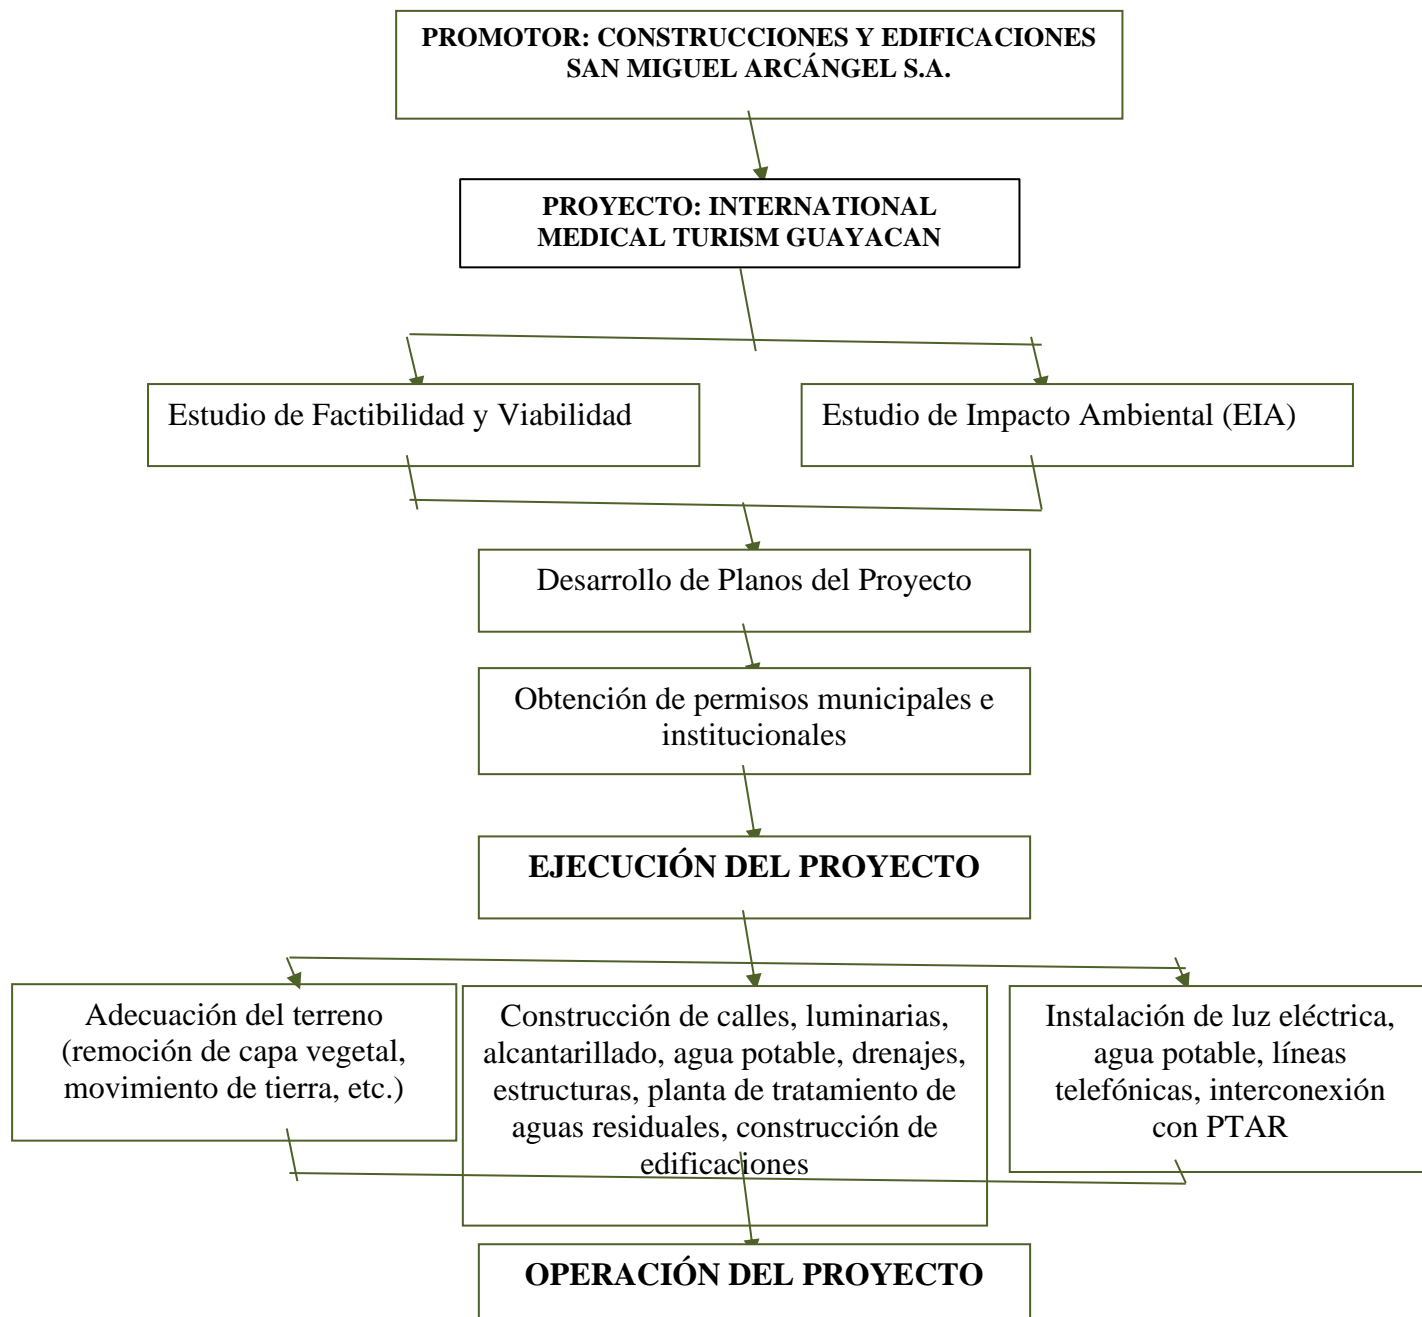 PROMOTOR: CONSTRUCCIONES Y EDIFICACIONES
SAN MIGUEL ARCÁNGEL S.A.
PROYECTO: INTERNATIONAL
MEDICAL TURISM GUAYACAN
Estudio de Factibilidad y Viabilidad
Estudio de Impacto Ambiental (EIA)
Desarrollo de Planos del Proyecto
Obtención de permisos municipales e
institucionales
EJECUCIÓN DEL PROYECTO
Adecuación del terreno
(remoción de capa vegetal,
movimiento de tierra, etc.)
Construcción de calles, luminarias,
alcantarillado, agua potable, drenajes,
estructuras, planta de tratamiento de
aguas residuales, construcción de
edificaciones
Instalación de luz eléctrica,
agua potable, líneas
telefónicas, interconexión
con PTAR
OPERACIÓN DEL PROYECTO